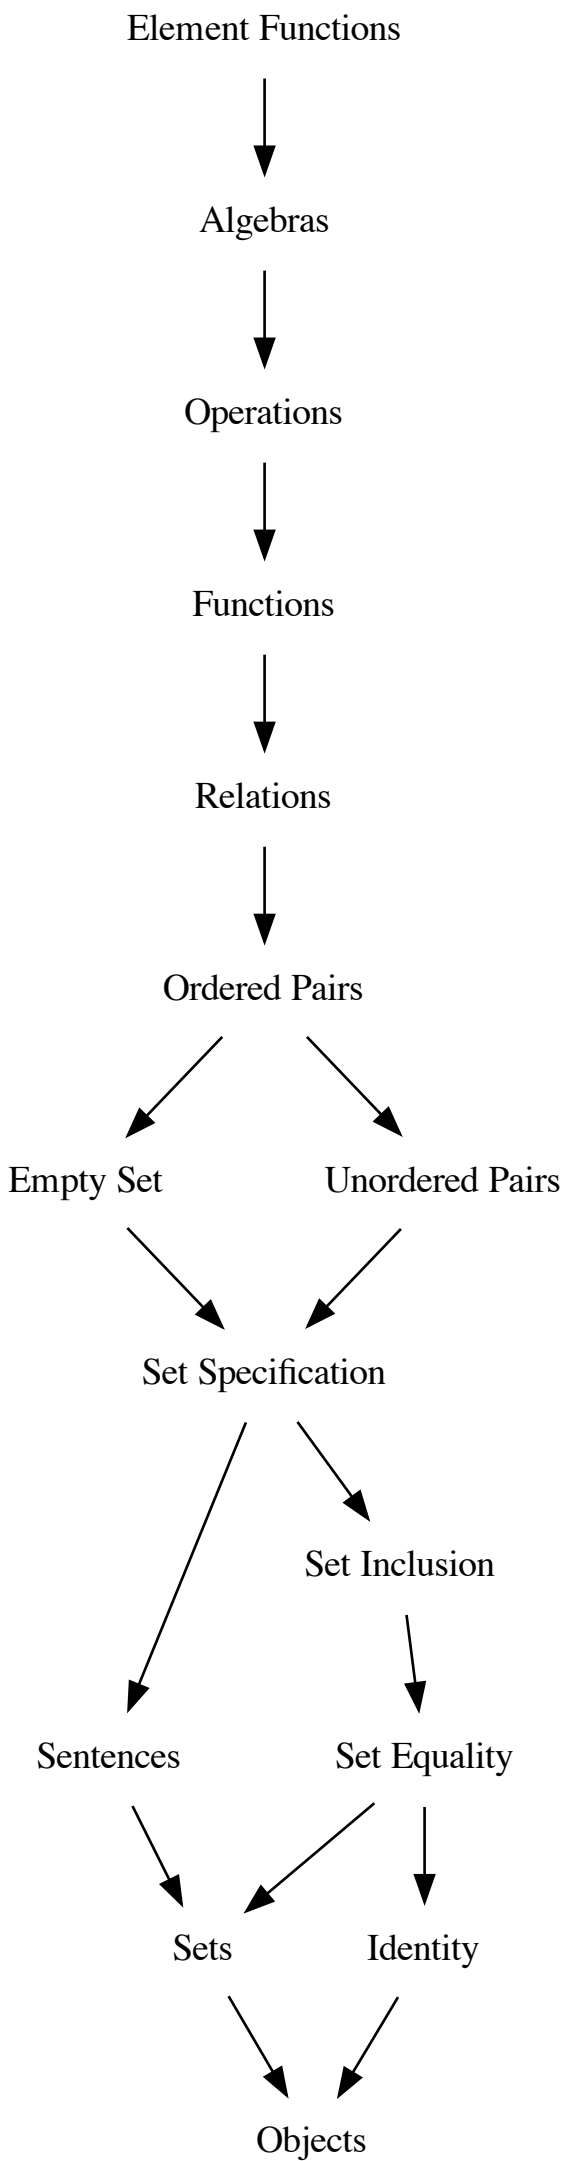 Element Functions
Algebras
Operations
Functions
Relations
Ordered Pairs
Empty Set
Unordered Pairs
Set Specification
Set Inclusion
Sentences
Set Equality
Sets
Identity
Objects